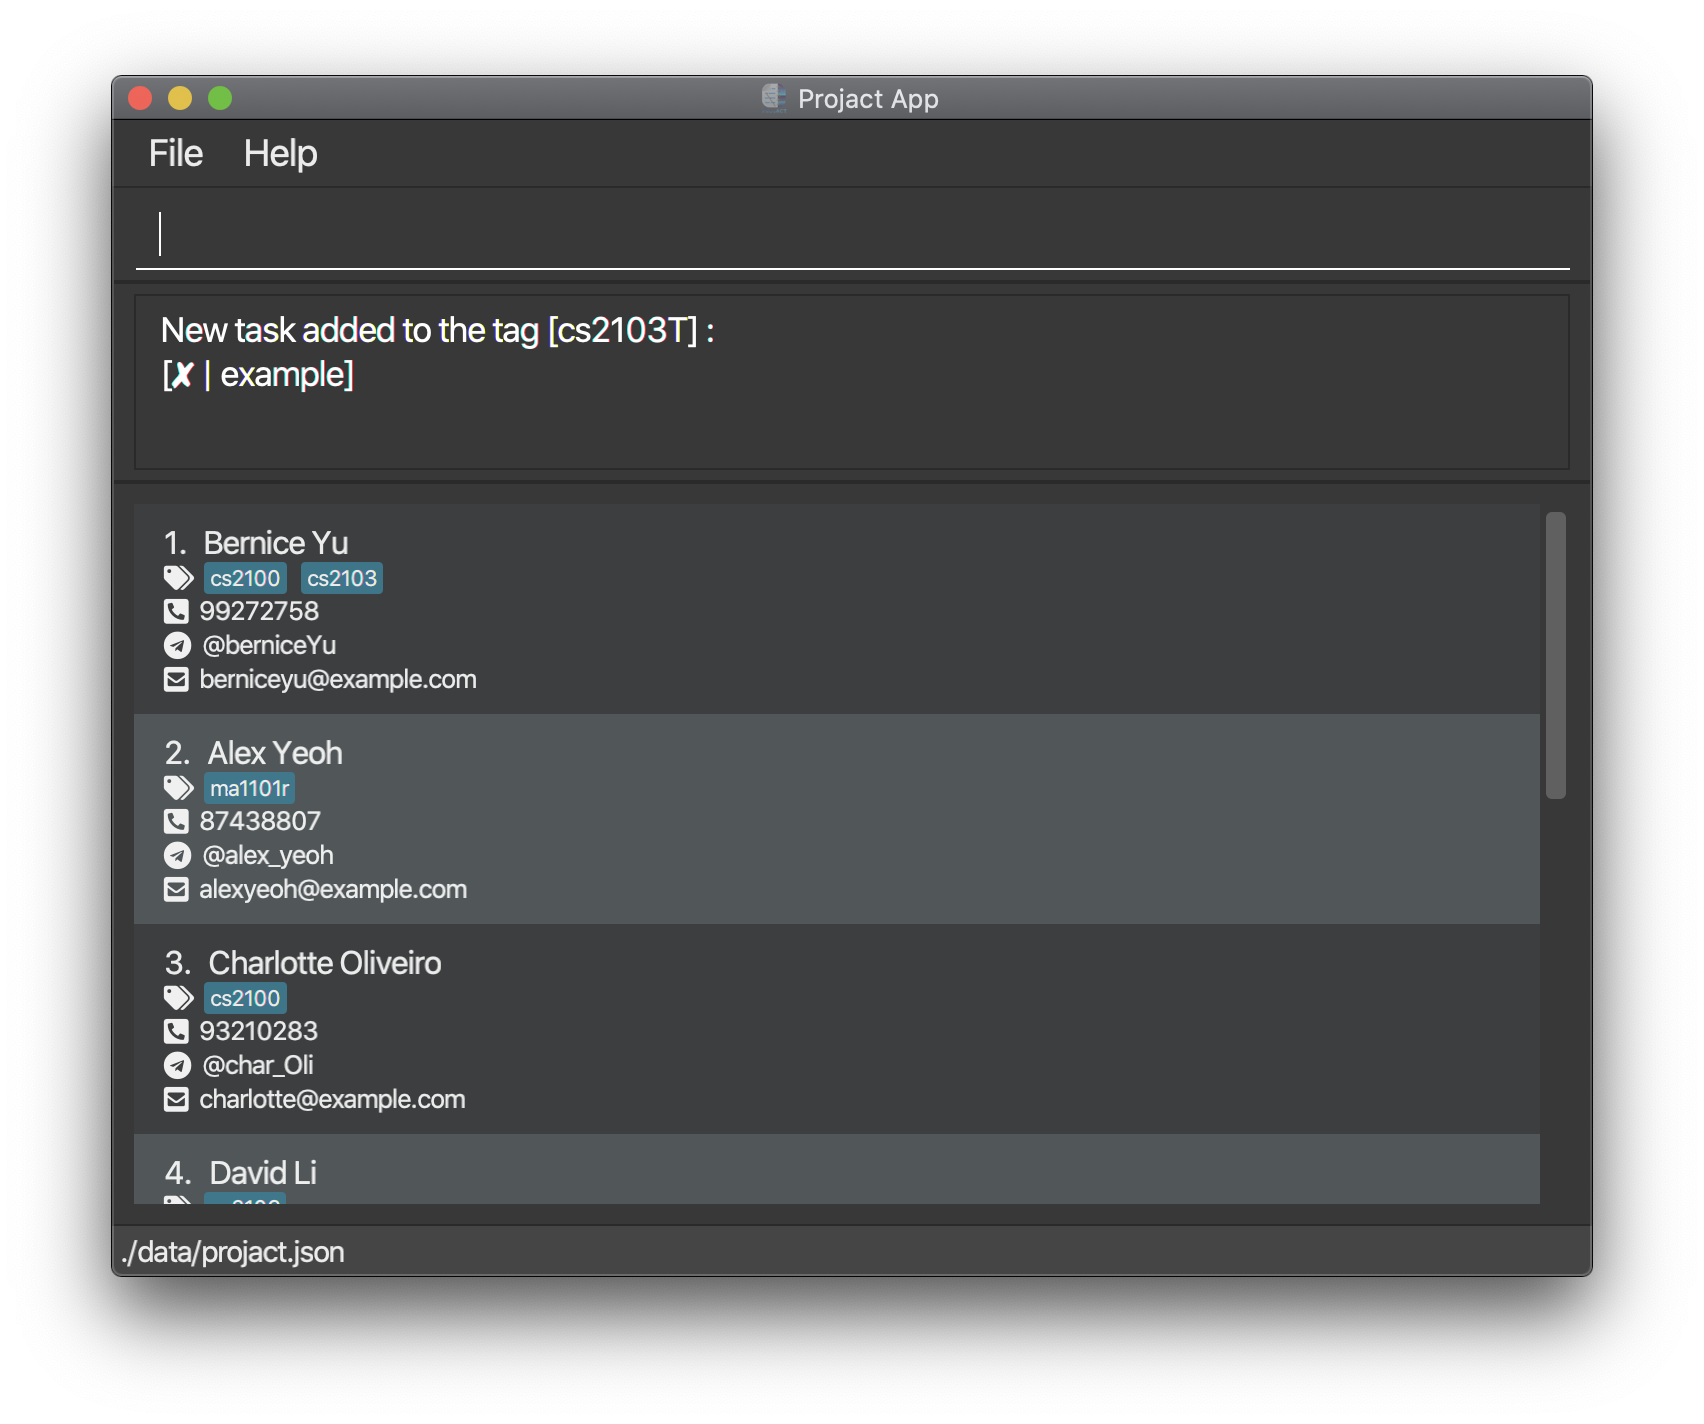 Projact App
File Help
New task added to the tag [cs2103T] :
[✘ | example]
1. Bernice Yu
cs2100 cs2103
99272758
@berniceYu
berniceyu@example.com
2. Alex Yeoh
ma1101r
87438807
@alex_yeoh
alexyeoh@example.com
3. Charlotte Oliveiro
cs2100
93210283
@char_Oli
charlotte@example.com
4. David Li
./data/projact.json